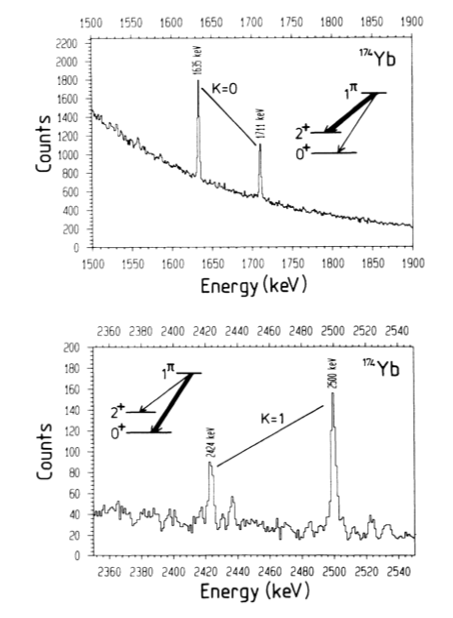 1500 1550 1600 1650 1700 1750 1800 1850 1900
2200
2000
1800
1600
1400
1200
1000
800
600
400
200
0
Counts
1635 keV
K=0
1711 keV
¹⁷⁴Yb
1π
2+
0+
1500 1550 1600 1650 1700 1750 1800 1850 1900
Energy (keV)
2360 2380 2400 2420 2440 2460 2480 2500 2520 2540
200
180
160
140
120
100
80
60
40
20
0
Counts
1π
2+
0+
2424 keV
K=1
2500 keV
¹⁷⁴Yb
2360 2380 2400 2420 2440 2460 2480 2500 2520 2540
Energy (keV)